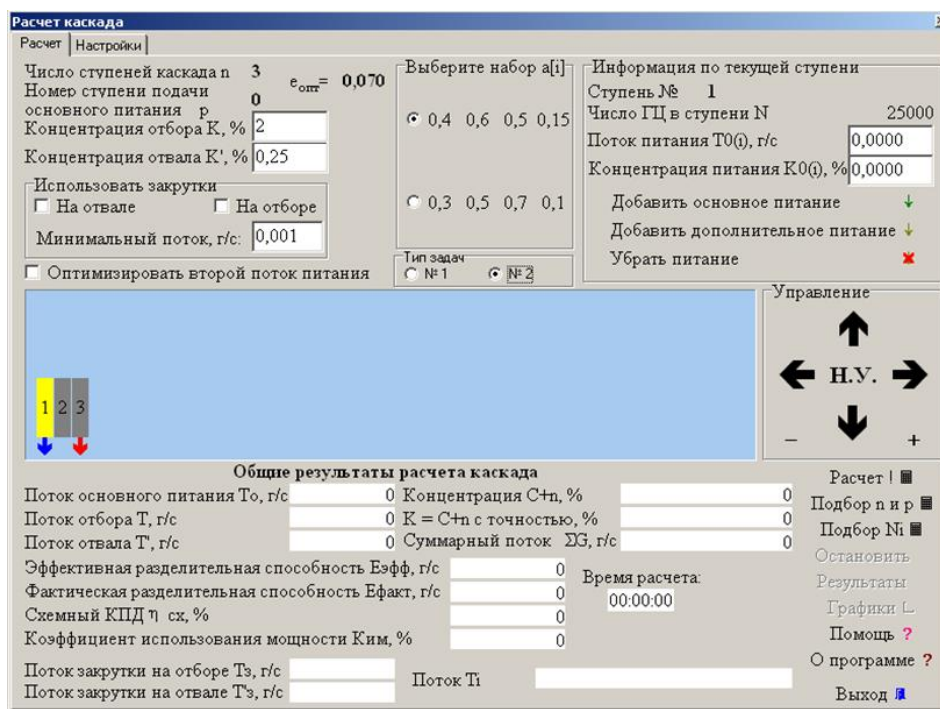 Расчет каскада
Расчет Настройки
Число ступеней каскада n 3 eопт= 0,070
Номер ступени подачи основного питания p 0
Концентрация отбора K, % 2
Концентрация отвала K', % 0,25
Использовать закрутки
На отвале На отборе
Минимальный поток, г/с: 0,001
Оптимизировать второй поток питания
Выберите набор a[i]
0,4 0,6 0,5 0,15
0,3 0,5 0,7 0,1
Тип задач
№ 1 № 2
Информация по текущей ступени
Ступень № 1
Число ГЦ в ступени N 25000
Поток питания T0(i), г/с 0,0000
Концентрация питания K0(i), % 0,0000
Добавить основное питание
Добавить дополнительное питание
Убрать питание
1 2 3
Управление
Н.У.
– +
Общие результаты расчета каскада
Поток основного питания To, г/с 0 Концентрация C+n, % 0
Поток отбора T, г/с 0 K = C+n с точностью, % 0
Поток отвала T', г/с 0 Суммарный поток ΣG, г/с 0
Эффективная разделительная способность Eэфф, г/с 0
Фактическая разделительная способность Eфакт, г/с 0
Схемный КПД η сх, % 0
Коэффициент использования мощности Ким, % 0
Время расчета:
00:00:00
Поток закрутки на отборе Tз, г/с
Поток закрутки на отвале T'з, г/с
Поток Ti
Расчет !
Подбор n и p
Подбор Ni
Остановить
Результаты
Графики
Помощь ?
О программе ?
Выход